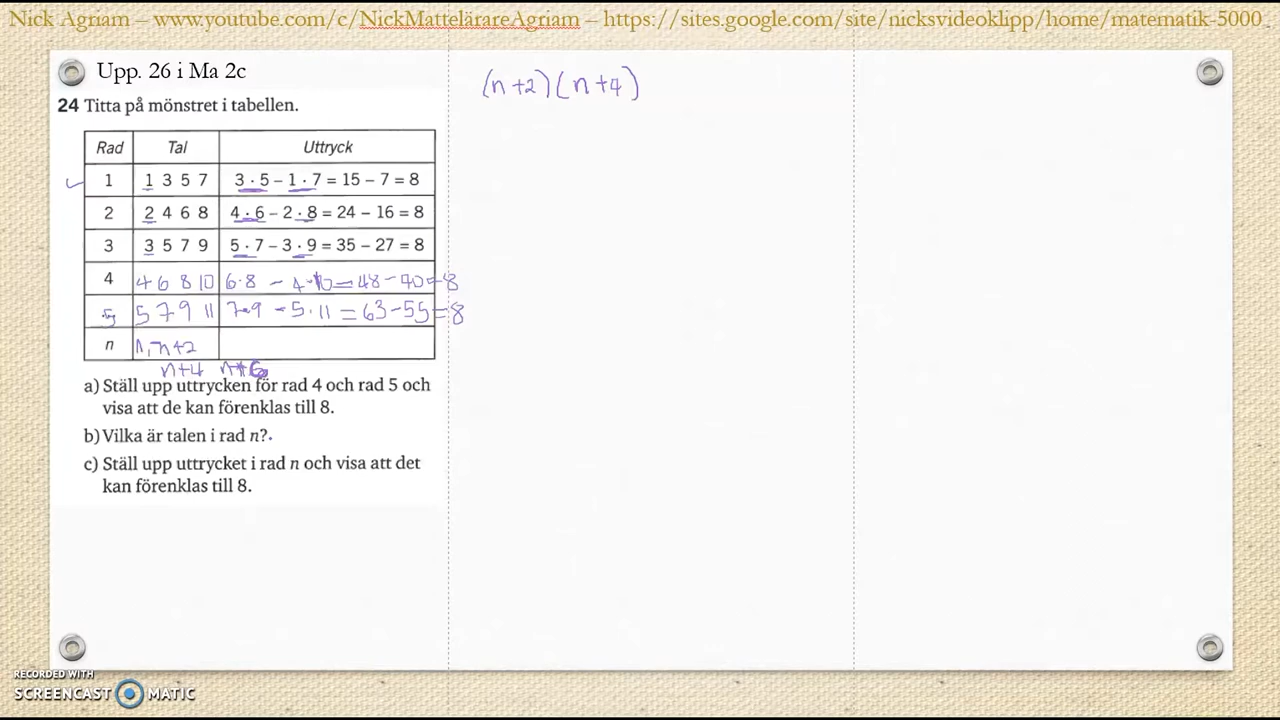 Nick Agriam – www.youtube.com/c/NickMattelärareAgriam – https://sites.google.com/site/nicksvideoklipp/home/matematik-5000
Upp. 26 i Ma 2c
24 Titta på mönstret i tabellen.
Rad Tal Uttryck
1 1 3 5 7 3 · 5 – 1 · 7 = 15 – 7 = 8
2 2 4 6 8 4 · 6 – 2 · 8 = 24 – 16 = 8
3 3 5 7 9 5 · 7 – 3 · 9 = 35 – 27 = 8
4 4 6 8 10 6·8 – 4·10 = 48 – 40 = 8
5 5 7 9 11 7·9 – 5·11 = 63 – 55 = 8
n n, n+2
n+4 n+6
a) Ställ upp uttrycken för rad 4 och rad 5 och
visa att de kan förenklas till 8.
b) Vilka är talen i rad n?
c) Ställ upp uttrycket i rad n och visa att det
kan förenklas till 8.
(n+2)(n+4)
RECORDED WITH
SCREENCAST MATIC